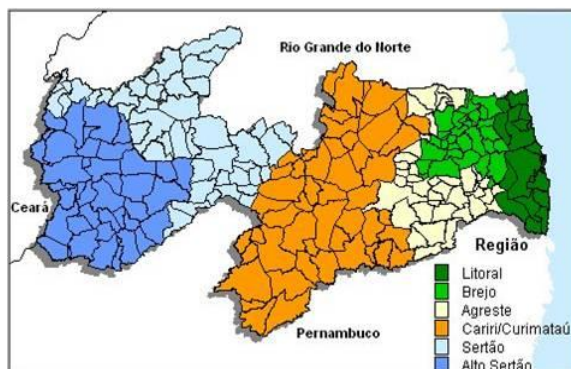 Rio Grande do Norte
Ceará
Pernambuco
Região
Litoral
Brejo
Agreste
Cariri/Curimataú
Sertão
Alto Sertão